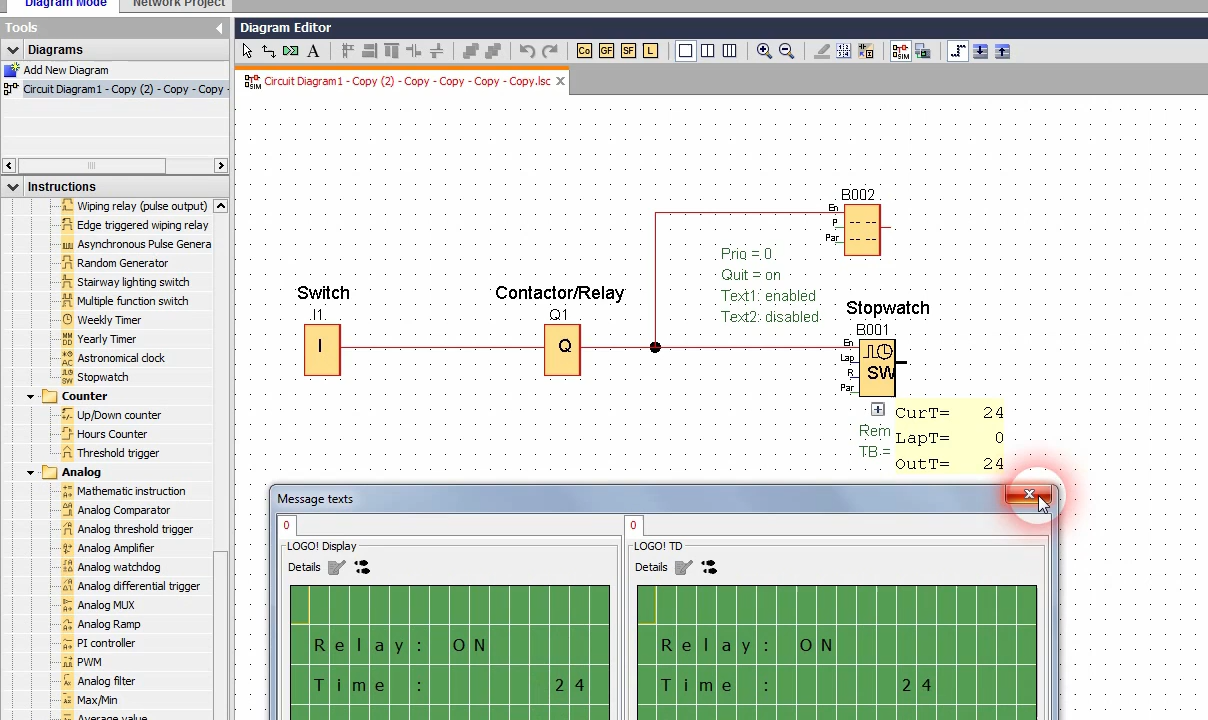 Diagram Mode
Network Project
Tools
Diagram Editor
Diagrams
Add New Diagram
Circuit Diagram1 - Copy (2) - Copy - Copy -
Co GF SF L
Circuit Diagram1 - Copy (2) - Copy - Copy - Copy - Copy.lsc
Instructions
Wiping relay (pulse output)
Edge triggered wiping relay
Asynchronous Pulse Genera
Random Generator
Stairway lighting switch
Multiple function switch
Weekly Timer
Yearly Timer
Astronomical clock
Stopwatch
Counter
Up/Down counter
Hours Counter
Threshold trigger
Analog
Mathematic instruction
Analog Comparator
Analog threshold trigger
Analog Amplifier
Analog watchdog
Analog differential trigger
Analog MUX
Analog Ramp
PI controller
PWM
Analog filter
Max/Min
Average value
B002
En
P
Par
Prio = 0
Quit = on
Text1: enabled
Text2: disabled
Switch
I1
I
Contactor/Relay
Q1
Q
Stopwatch
B001
En
Lap
R
Par
SW
CurT= 24
Rem
LapT= 0
TB =
OutT= 24
Message texts
0
LOGO! Display
Details
Relay: ON
Time : 24
0
LOGO! TD
Details
Relay: ON
Time : 24